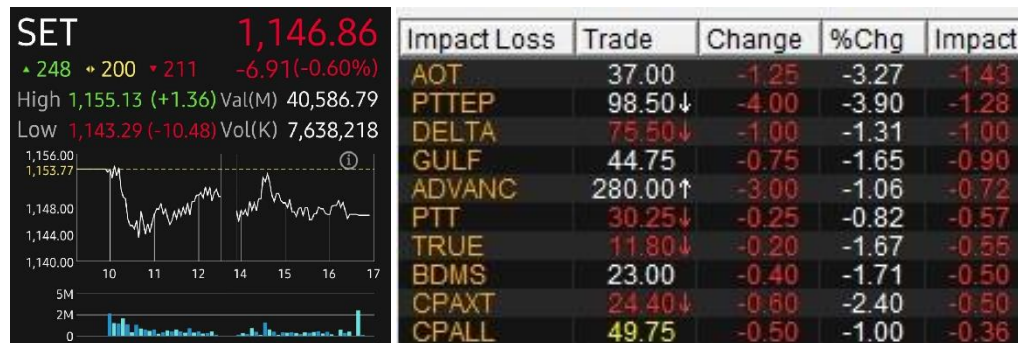 SET 1,146.86
▲ 248 ◆ 200 ▼ 211 -6.91(-0.60%)
High 1,155.13 (+1.36) Val(M) 40,586.79
Low 1,143.29 (-10.48) Vol(K) 7,638,218
1,156.00
1,153.77
1,148.00
1,144.00
1,140.00
10 11 12 14 15 16 17
5M
2M
0
Impact Loss Trade Change %Chg Impact
AOT 37.00 -1.25 -3.27 -1.43
PTTEP 98.50↓ -4.00 -3.90 -1.28
DELTA 75.50↓ -1.00 -1.31 -1.00
GULF 44.75 -0.75 -1.65 -0.90
ADVANC 280.00↑ -3.00 -1.06 -0.72
PTT 30.25↓ -0.25 -0.82 -0.57
TRUE 11.80↓ -0.20 -1.67 -0.55
BDMS 23.00 -0.40 -1.71 -0.50
CPAXT 24.40↓ -0.60 -2.40 -0.50
CPALL 49.75 -0.50 -1.00 -0.36